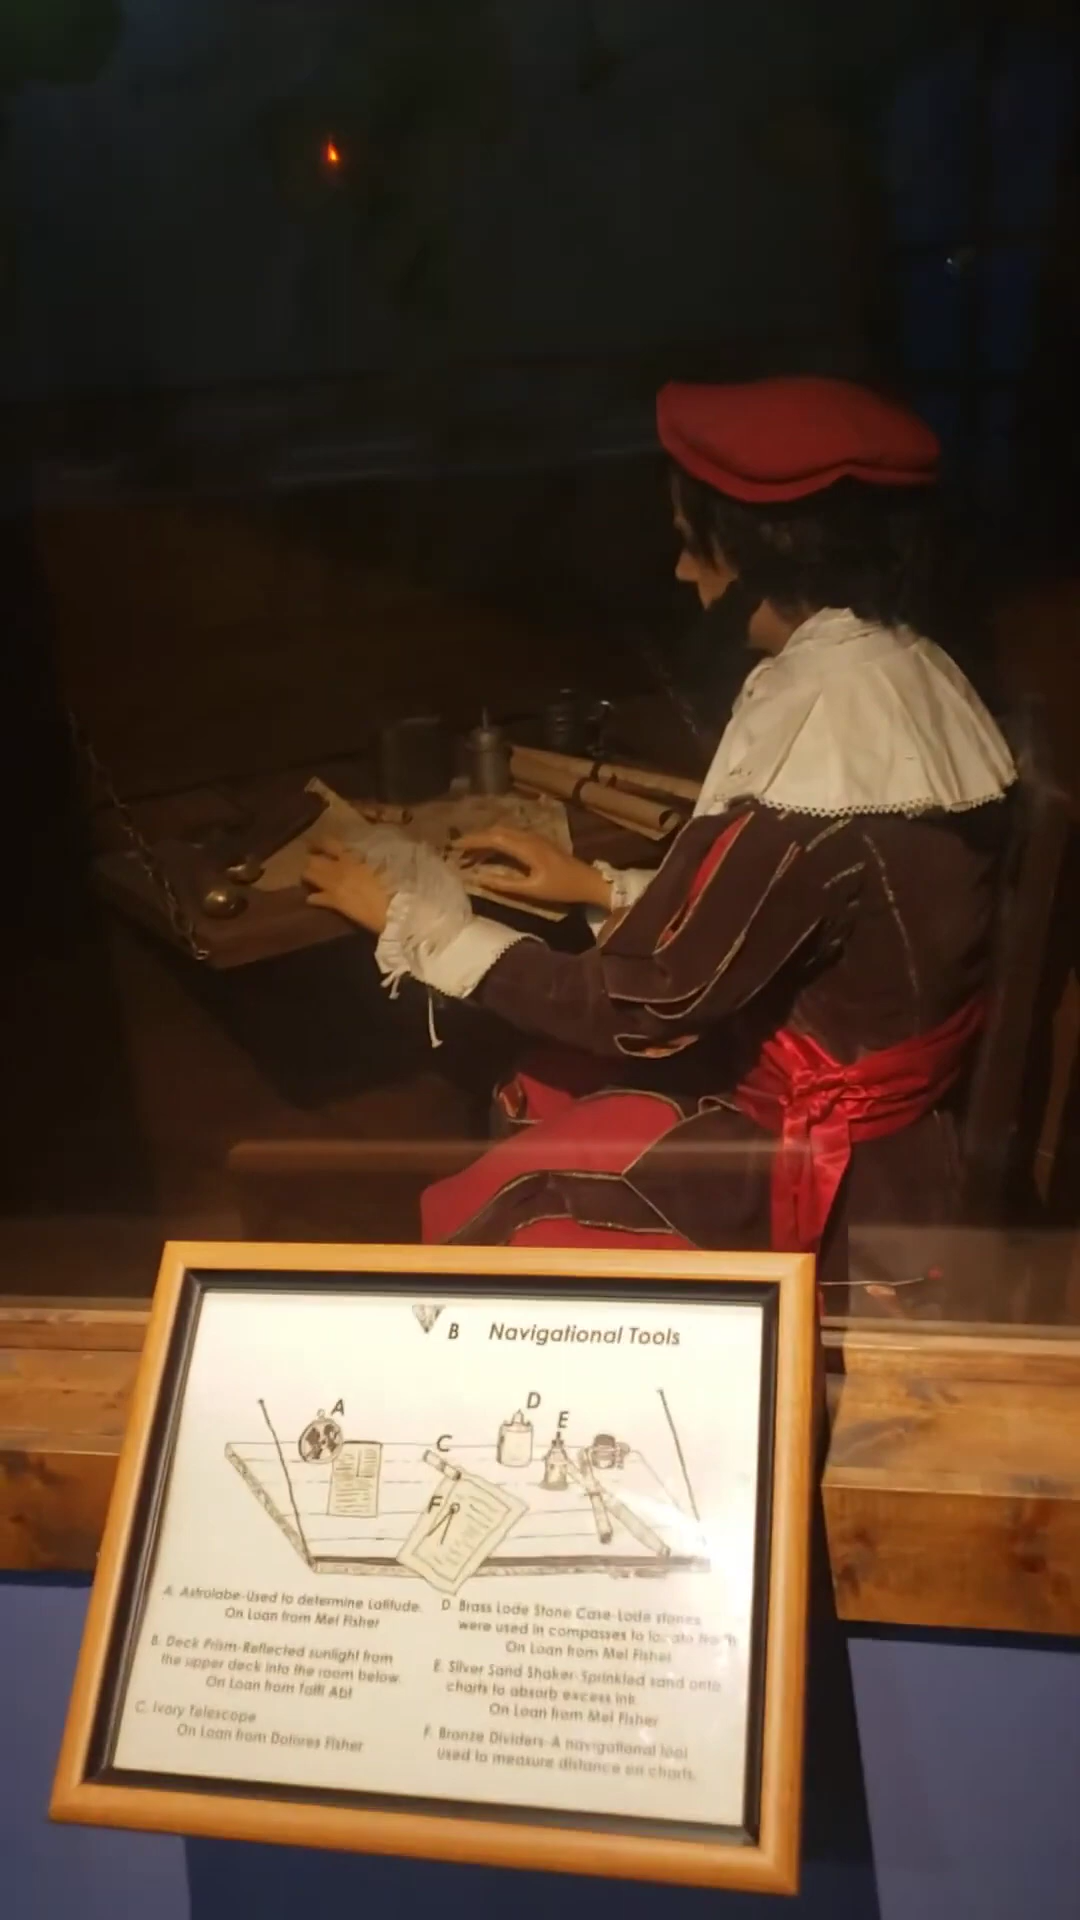 B Navigational Tools
A
D
E
C
F
A. Astrolabe-Used to determine Latitude.
On Loan from Mel Fisher
B. Deck Prism-Reflected sunlight from
the upper deck into the room below.
On Loan from Taffi Abt
C. Ivory Telescope
On Loan from Dolores Fisher
D. Brass Lode Stone Case-Lode stones
were used in compasses to locate
On Loan from Mel Fisher
E. Silver Sand Shaker-Sprinkled sand onto
charts to absorb excess ink.
On Loan from Mel Fisher
F. Bronze Dividers-A navigational tool
used to measure distance on charts.